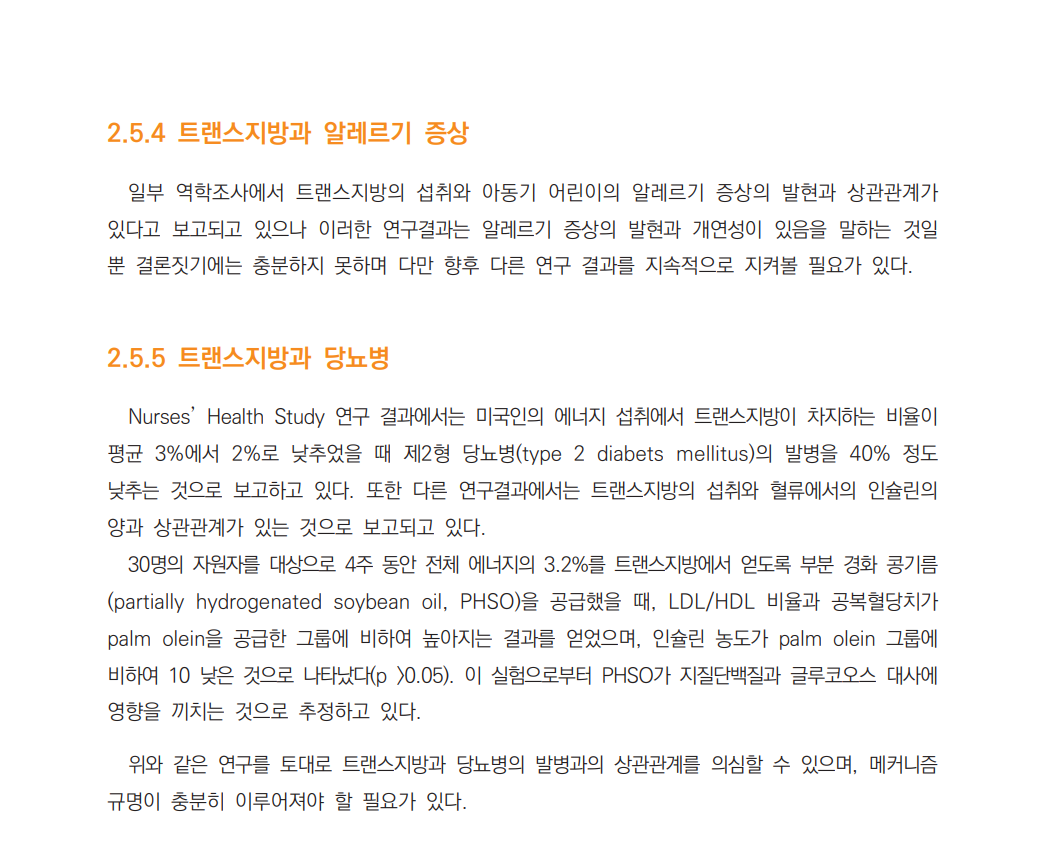 2.5.4 트랜스지방과 알레르기 증상
일부 역학조사에서 트랜스지방의 섭취와 아동기 어린이의 알레르기 증상의 발현과 상관관계가
있다고 보고되고 있으나 이러한 연구결과는 알레르기 증상의 발현과 개연성이 있음을 말하는 것일
뿐 결론짓기에는 충분하지 못하며 다만 향후 다른 연구 결과를 지속적으로 지켜볼 필요가 있다.
2.5.5 트랜스지방과 당뇨병
Nurses’ Health Study 연구 결과에서는 미국인의 에너지 섭취에서 트랜스지방이 차지하는 비율이
평균 3%에서 2%로 낮추었을 때 제2형 당뇨병(type 2 diabets mellitus)의 발병을 40% 정도
낮추는 것으로 보고하고 있다. 또한 다른 연구결과에서는 트랜스지방의 섭취와 혈류에서의 인슐린의
양과 상관관계가 있는 것으로 보고되고 있다.
30명의 자원자를 대상으로 4주 동안 전체 에너지의 3.2%를 트랜스지방에서 얻도록 부분 경화 콩기름
(partially hydrogenated soybean oil, PHSO)을 공급했을 때, LDL/HDL 비율과 공복혈당치가
palm olein을 공급한 그룹에 비하여 높아지는 결과를 얻었으며, 인슐린 농도가 palm olein 그룹에
비하여 10 낮은 것으로 나타났다(p 〉0.05). 이 실험으로부터 PHSO가 지질단백질과 글루코오스 대사에
영향을 끼치는 것으로 추정하고 있다.
위와 같은 연구를 토대로 트랜스지방과 당뇨병의 발병과의 상관관계를 의심할 수 있으며, 메커니즘
규명이 충분히 이루어져야 할 필요가 있다.